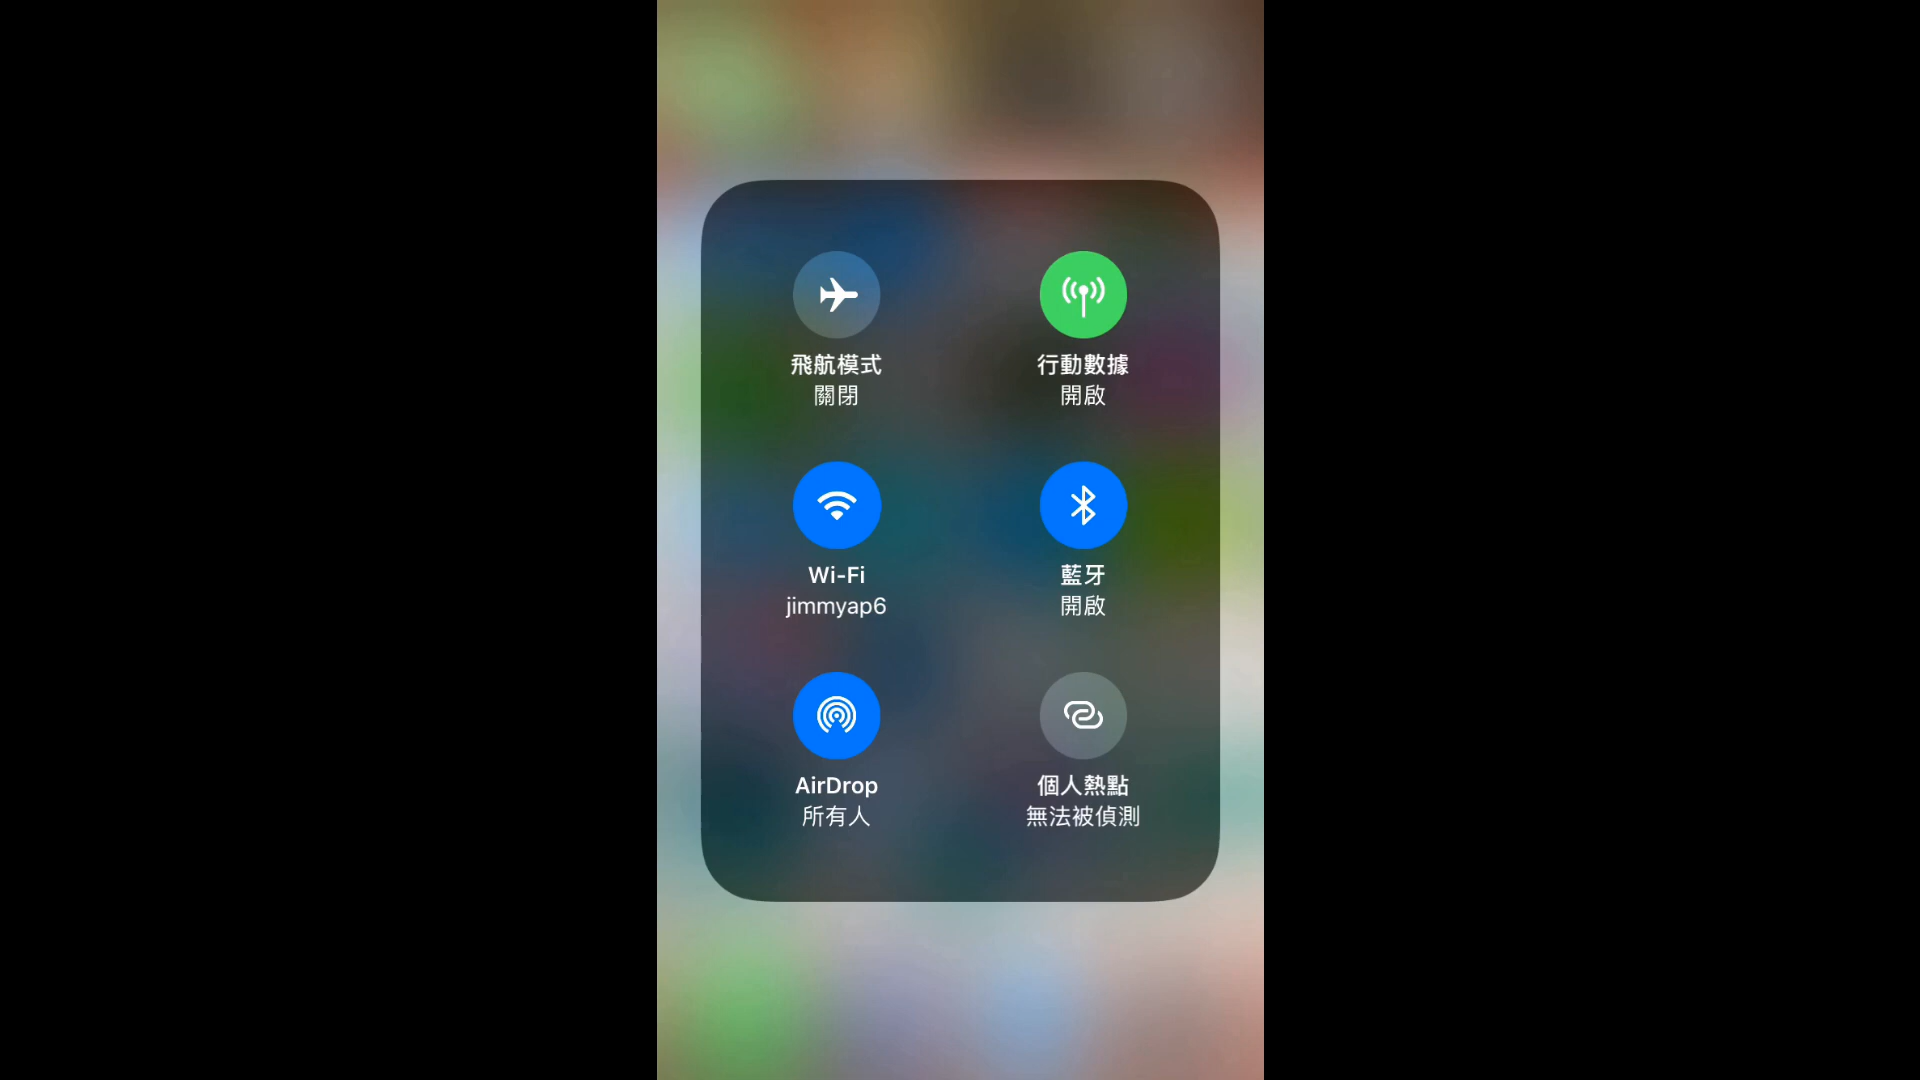 飛航模式
關閉
行動數據
開啟
Wi-Fi
jimmyap6
藍牙
開啟
AirDrop
所有人
個人熱點
無法被偵測